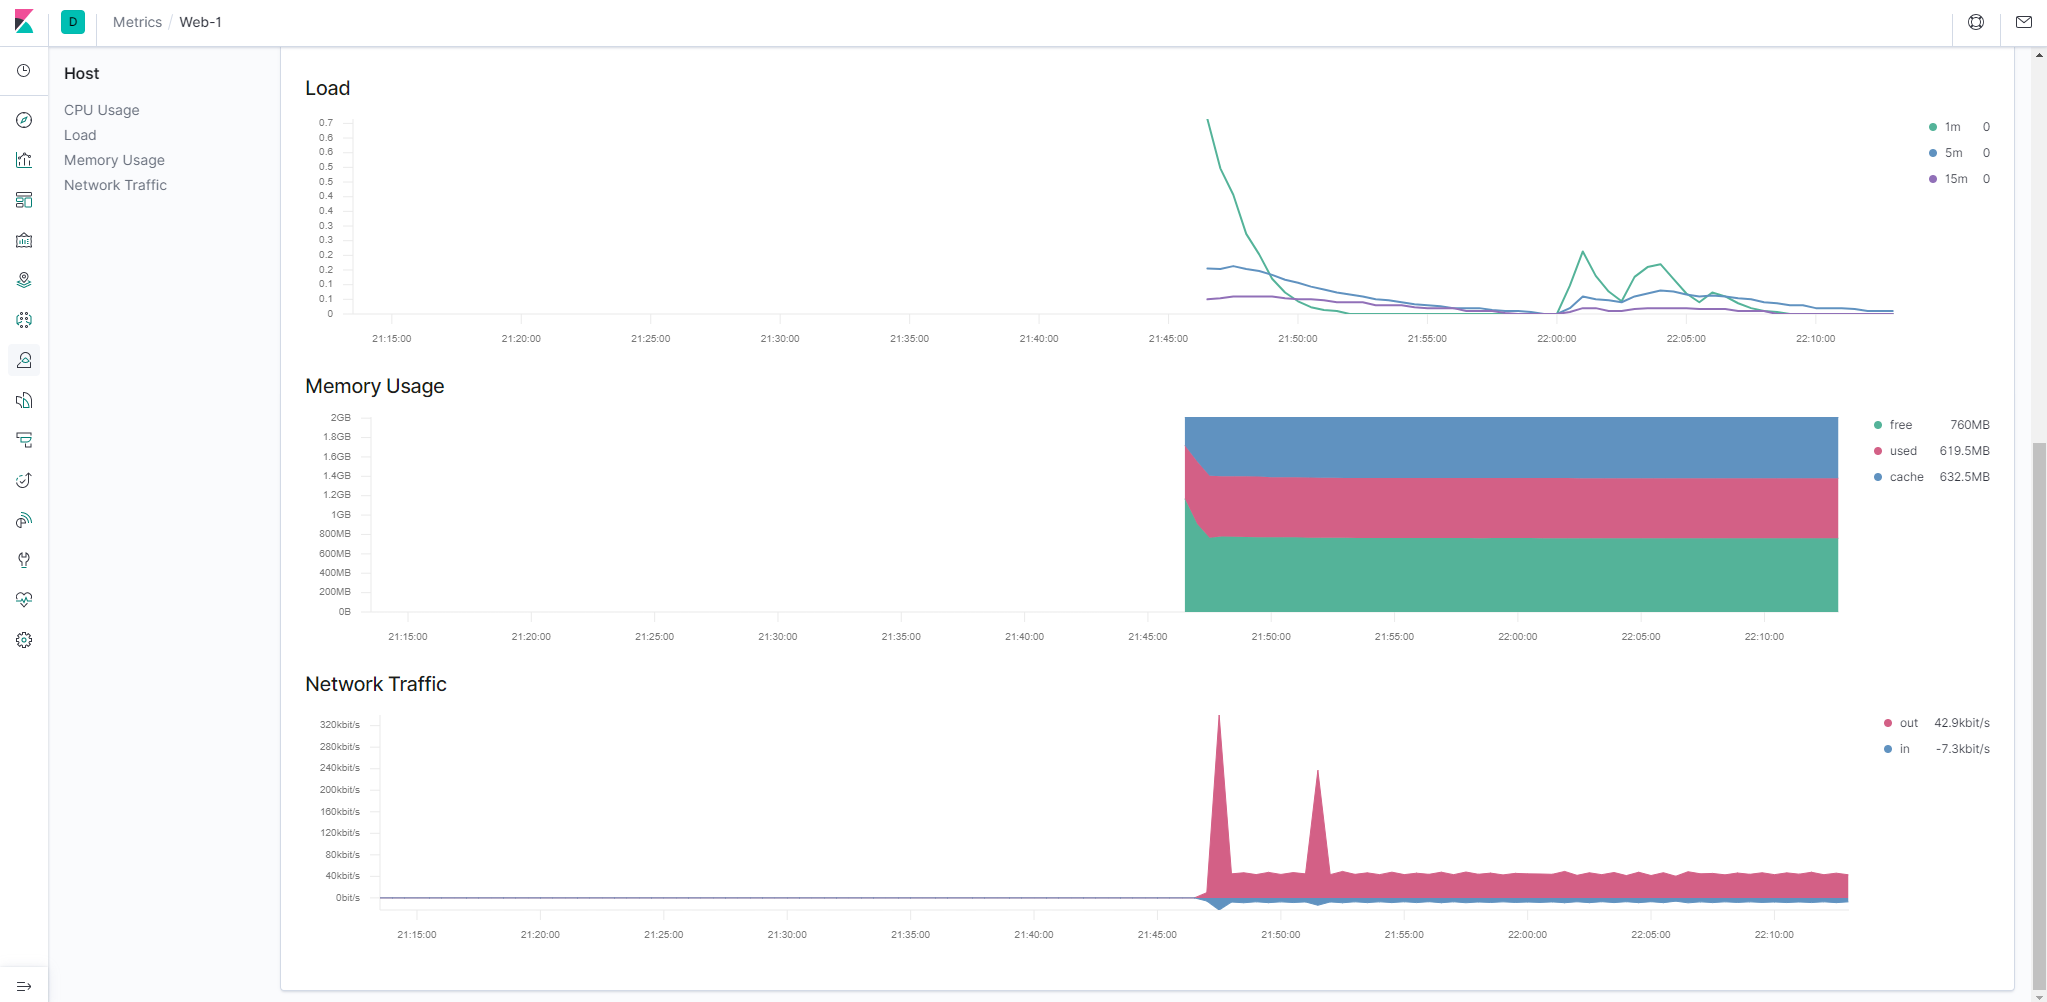 D Metrics / Web-1
Host
CPU Usage
Load
Memory Usage
Network Traffic
Load
0.7
0.6
0.6
0.5
0.5
0.4
0.4
0.3
0.3
0.2
0.2
0.1
0.1
0
21:15:00 21:20:00 21:25:00 21:30:00 21:35:00 21:40:00 21:45:00 21:50:00 21:55:00 22:00:00 22:05:00 22:10:00
1m 0
5m 0
15m 0
Memory Usage
2GB
1.8GB
1.6GB
1.4GB
1.2GB
1GB
800MB
600MB
400MB
200MB
0B
21:15:00 21:20:00 21:25:00 21:30:00 21:35:00 21:40:00 21:45:00 21:50:00 21:55:00 22:00:00 22:05:00 22:10:00
free 760MB
used 619.5MB
cache 632.5MB
Network Traffic
320kbit/s
280kbit/s
240kbit/s
200kbit/s
160kbit/s
120kbit/s
80kbit/s
40kbit/s
0bit/s
21:15:00 21:20:00 21:25:00 21:30:00 21:35:00 21:40:00 21:45:00 21:50:00 21:55:00 22:00:00 22:05:00 22:10:00
out 42.9kbit/s
in -7.3kbit/s